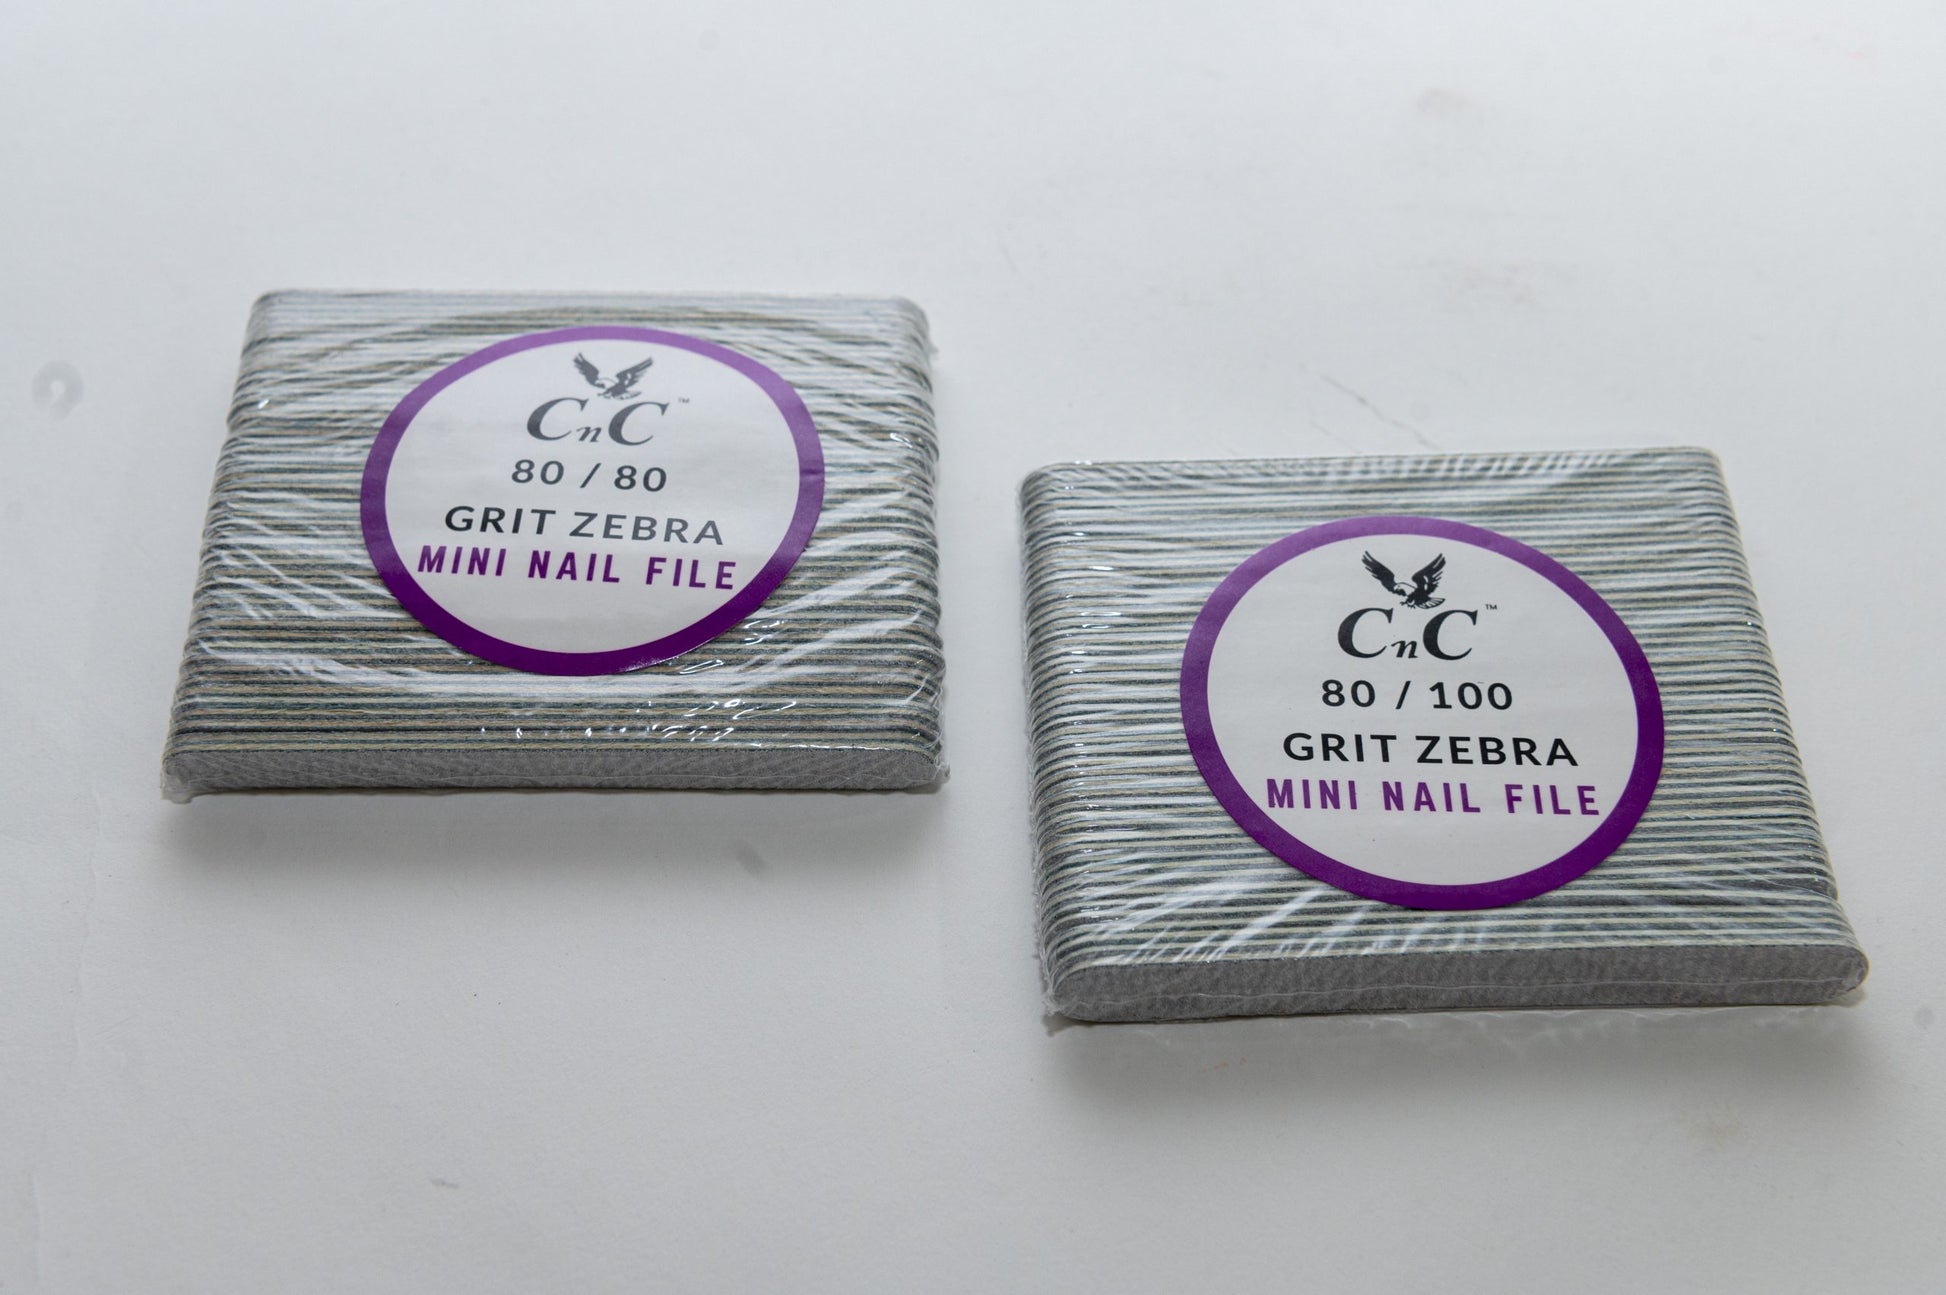 CnC™
80 / 80
GRIT ZEBRA
MINI NAIL FILE
CnC™
80 / 100
GRIT ZEBRA
MINI NAIL FILE